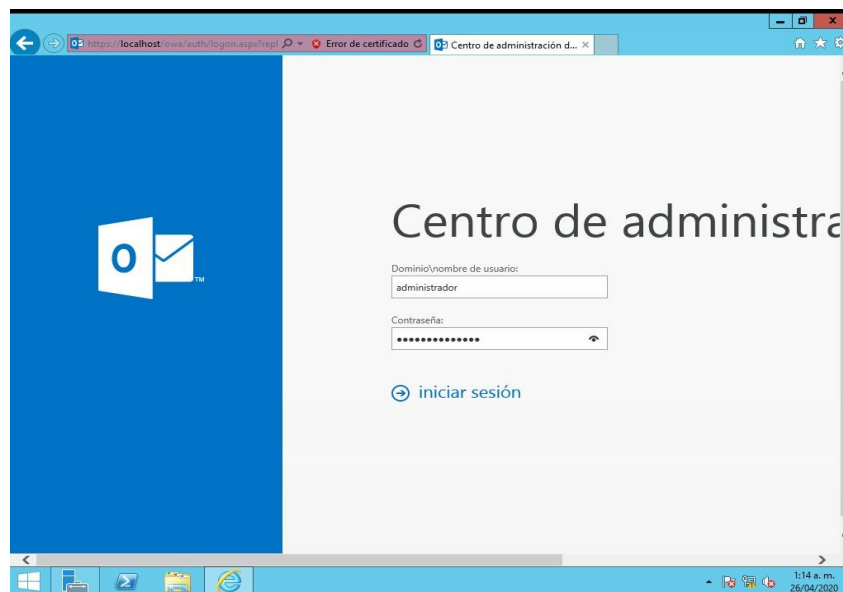 https://localhost/owa/auth/logon.aspx?repl
Error de certificado
Centro de administración d...
Centro de administra
Dominio\nombre de usuario:
administrador
Contraseña:
••••••••••••••
iniciar sesión
O
TM
1:14 a. m.
26/04/2020